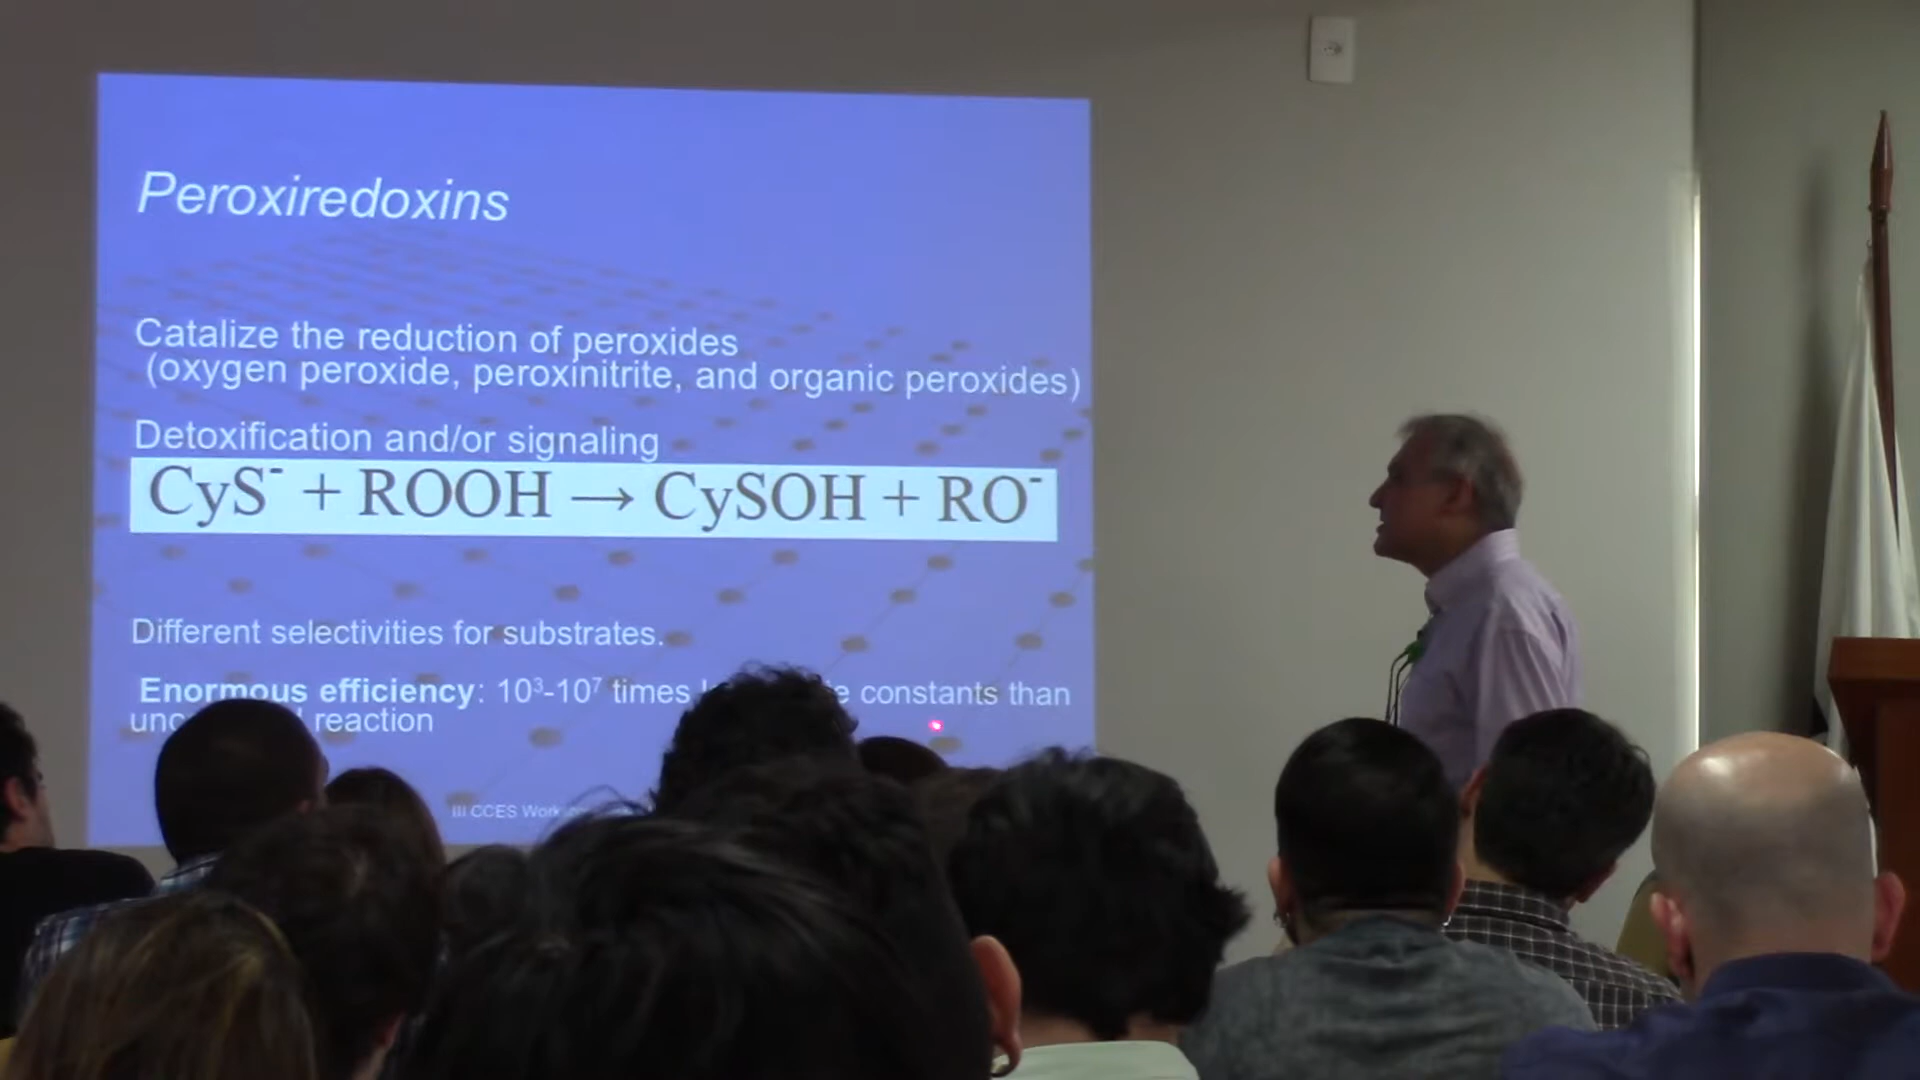 Peroxiredoxins
Catalize the reduction of peroxides
(oxygen peroxide, peroxinitrite, and organic peroxides)
Detoxification and/or signaling
CyS⁻ + ROOH → CySOH + RO⁻
Different selectivities for substrates.
Enormous efficiency: 10³-10⁷ times constants than
reaction
III CCES